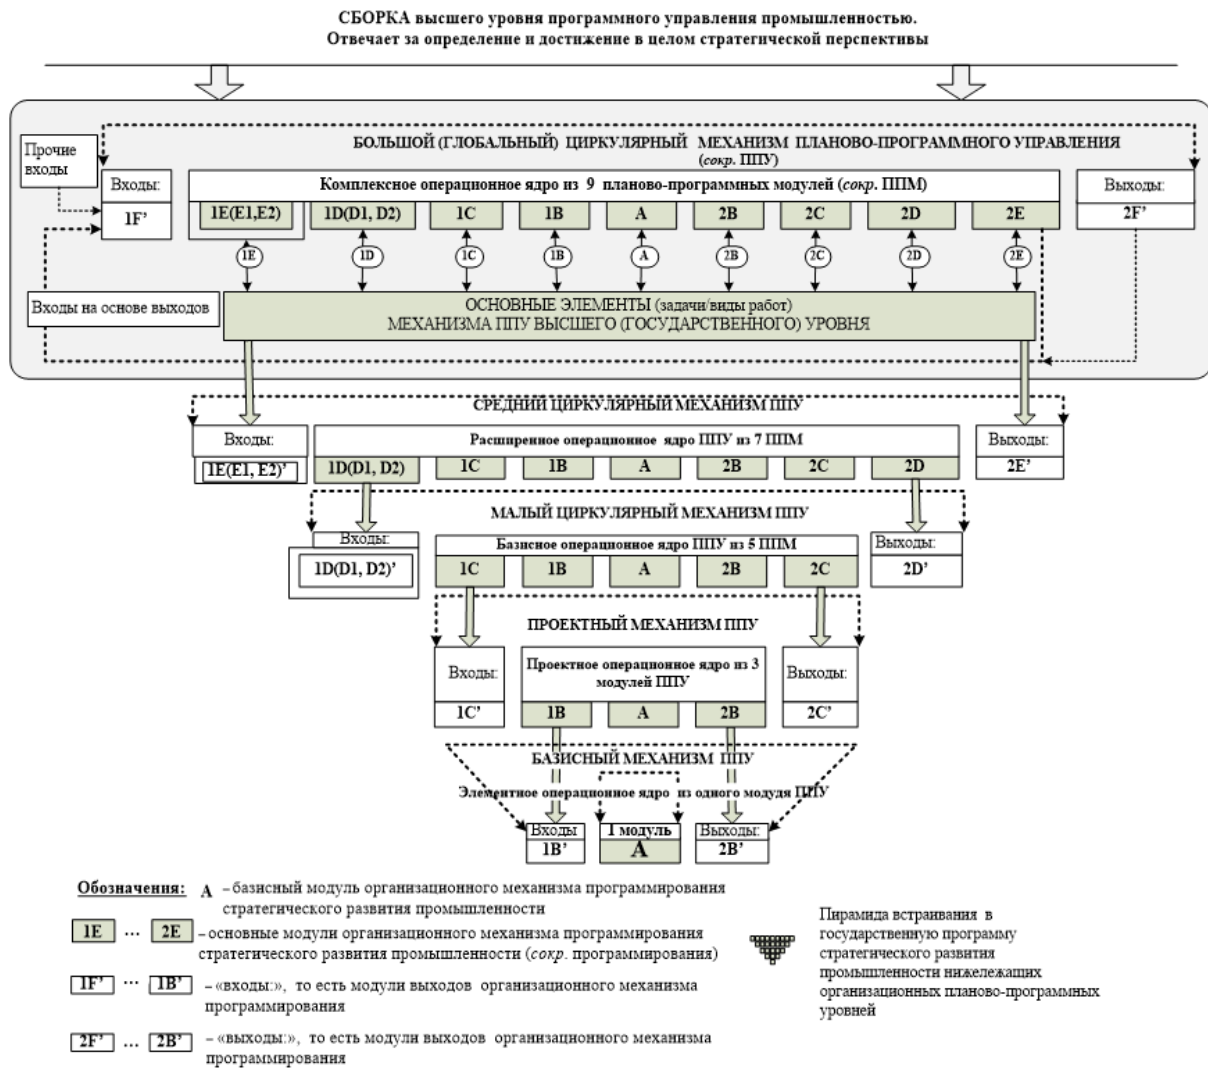 СБОРКА высшего уровня программного управления промышленностью.
Отвечает за определение и достижение в целом стратегической перспективы
БОЛЬШОЙ (ГЛОБАЛЬНЫЙ) ЦИРКУЛЯРНЫЙ МЕХАНИЗМ ПЛАНОВО-ПРОГРАММНОГО УПРАВЛЕНИЯ
(сокр. ППУ)
Прочие
входы
Входы:
1F’
Комплексное операционное ядро из 9 планово-программных модулей (сокр. ППМ)
1E(E1,E2) 1D(D1, D2) 1C 1B A 2B 2C 2D 2E
Выходы:
2F’
1E 1D 1C 1B A 2B 2C 2D 2E
Входы на основе выходов
ОСНОВНЫЕ ЭЛЕМЕНТЫ (задачи/виды работ)
МЕХАНИЗМА ППУ ВЫСШЕГО (ГОСУДАРСТВЕННОГО) УРОВНЯ
СРЕДНИЙ ЦИРКУЛЯРНЫЙ МЕХАНИЗМ ППУ
Входы:
1E(E1, E2)’
Расширенное операционное ядро ППУ из 7 ППМ
1D(D1, D2) 1C 1B A 2B 2C 2D
Выходы:
2E’
МАЛЫЙ ЦИРКУЛЯРНЫЙ МЕХАНИЗМ ППУ
Входы:
1D(D1, D2)’
Базисное операционное ядро ППУ из 5 ППМ
1C 1B A 2B 2C
Выходы:
2D’
ПРОЕКТНЫЙ МЕХАНИЗМ ППУ
Входы:
1C’
Проектное операционное ядро из 3
модулей ППУ
1B A 2B
Выходы:
2C’
БАЗИСНЫЙ МЕХАНИЗМ ППУ
Элементное операционное ядро из одного модудя ППУ
Входы
1B’
1 модуль
A
Выходы:
2B’
Обозначения: A – базисный модуль организационного механизма программирования
стратегического развития промышленности
1E ... 2E – основные модули организационного механизма программирования
стратегического развития промышленности (сокр. программирования)
1F’ ... 1B’ – «входы:», то есть модули выходов организационного механизма
программирования
2F’ ... 2B’ – «выходы:», то есть модули выходов организационного механизма
программирования
Пирамида встраивания в
государственную программу
стратегического развития
промышленности нижележащих
организационных планово-программных
уровней